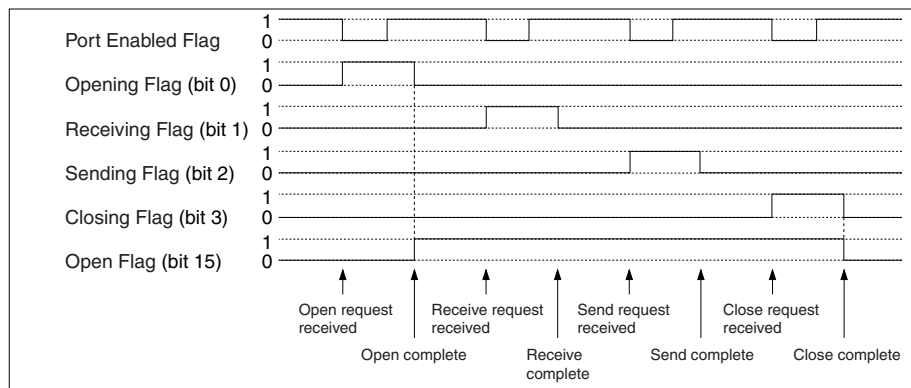 Port Enabled Flag
1
0
Opening Flag (bit 0)
1
0
Receiving Flag (bit 1)
1
0
Sending Flag (bit 2)
1
0
Closing Flag (bit 3)
1
0
Open Flag (bit 15)
1
0
Open request
received
Receive request
received
Send request
received
Close request
received
Open complete
Receive
complete
Send complete
Close complete